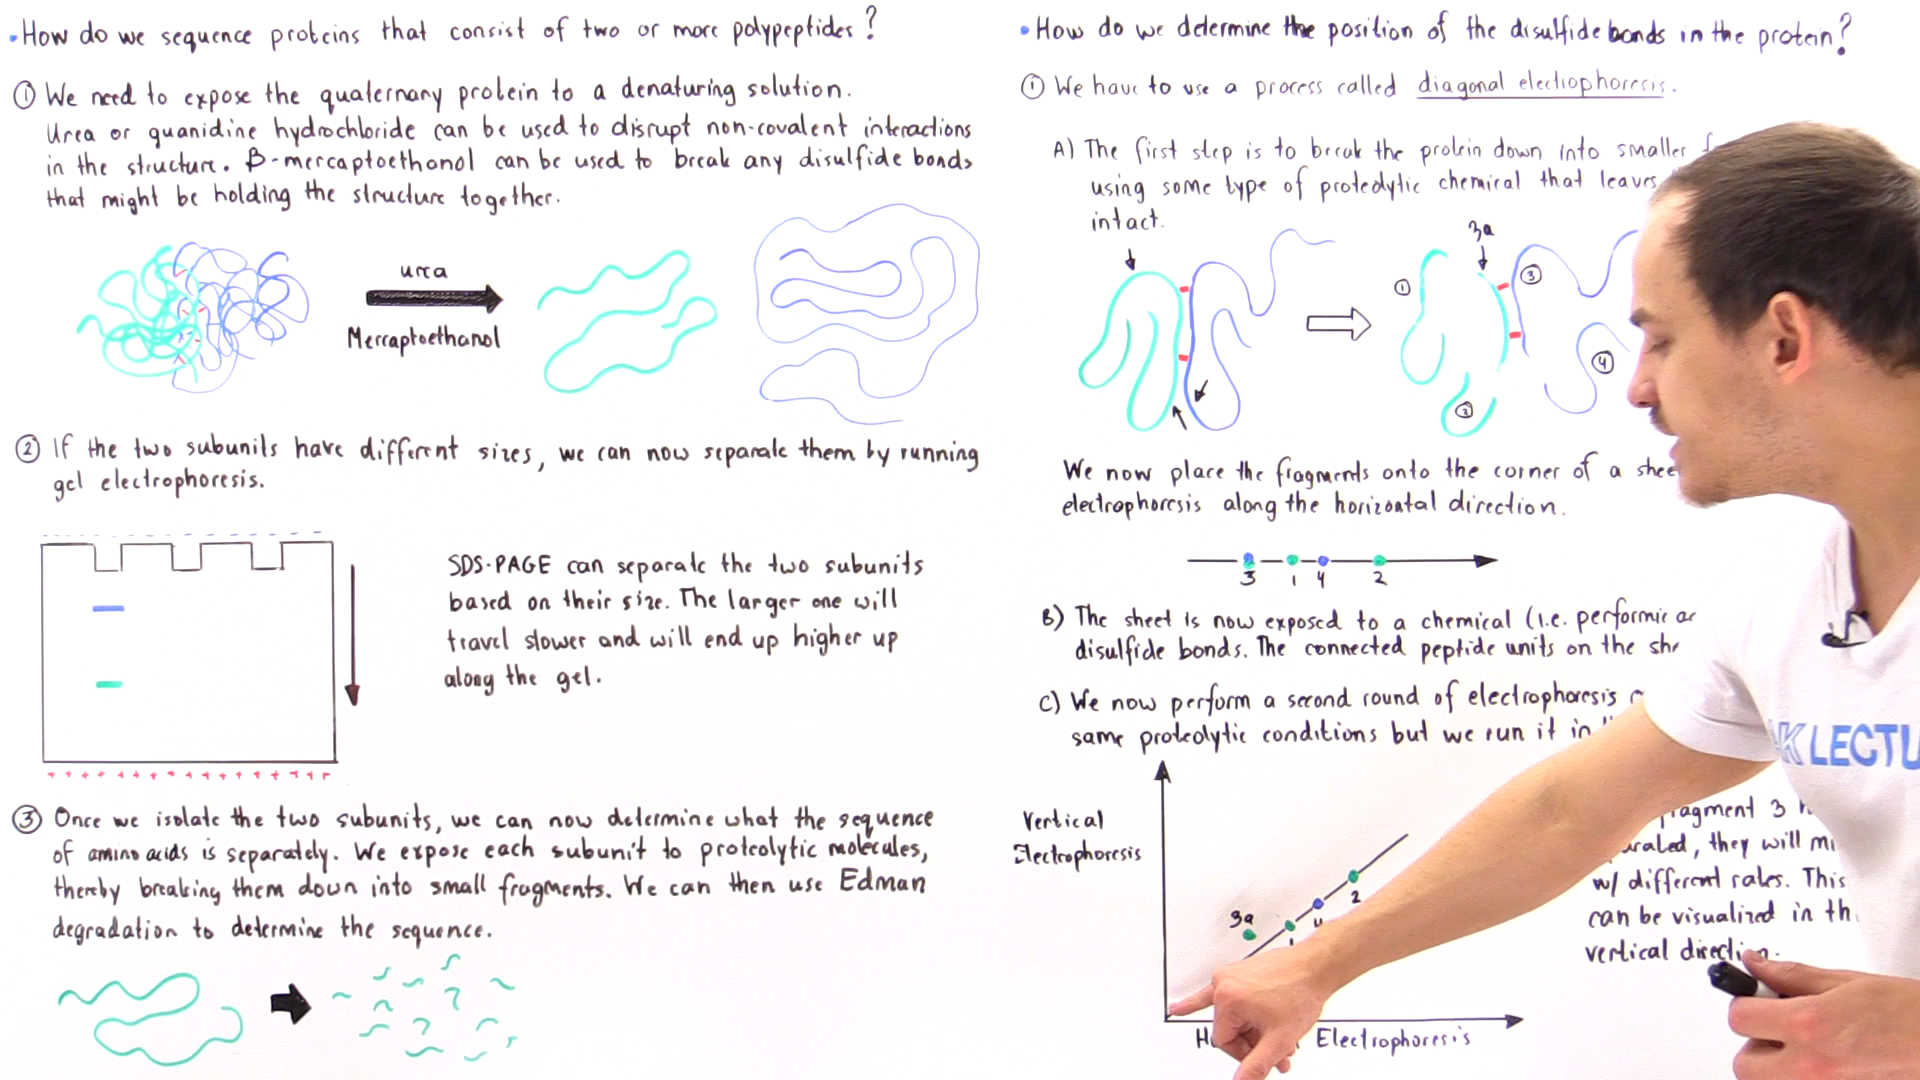 •How do we sequence proteins that consist of two or more polypeptides?
① We need to expose the quaternary protein to a denaturing solution.
Urea or guanidine hydrochloride can be used to disrupt non-covalent interactions
in the structure. β-mercaptoethanol can be used to break any disulfide bonds
that might be holding the structure together.
urea
Mercaptoethanol
② If the two subunits have different sizes, we can now separate them by running
gel electrophoresis.
SDS-PAGE can separate the two subunits
based on their size. The larger one will
travel slower and will end up higher up
along the gel.
+ + + + + + + + + + + + + + + +
③ Once we isolate the two subunits, we can now determine what the sequence
of amino acids is separately. We expose each subunit to proteolytic molecules,
thereby breaking them down into small fragments. We can then use Edman
degradation to determine the sequence.
•How do we determine the position of the disulfide bonds in the protein?
① We have to use a process called diagonal electrophoresis.
A) The first step is to break the protein down into smaller
using some type of proteolytic chemical that leaves
intact.
3a
①
③
②
④
We now place the fragments onto the corner of a
electrophoresis along the horizontal direction.
3 1 4 2
B) The sheet is now exposed to a chemical (i.e. performic
disulfide bonds. The connected peptide units on the
C) We now perform a second round of electrophoresis
same proteolytic conditions but we run it in
Vertical
Electrophoresis
3a
1
4
2
Electrophoresis
3
they will
w/ different rates. This
can be visualized in
vertical direction.
AK LECTU